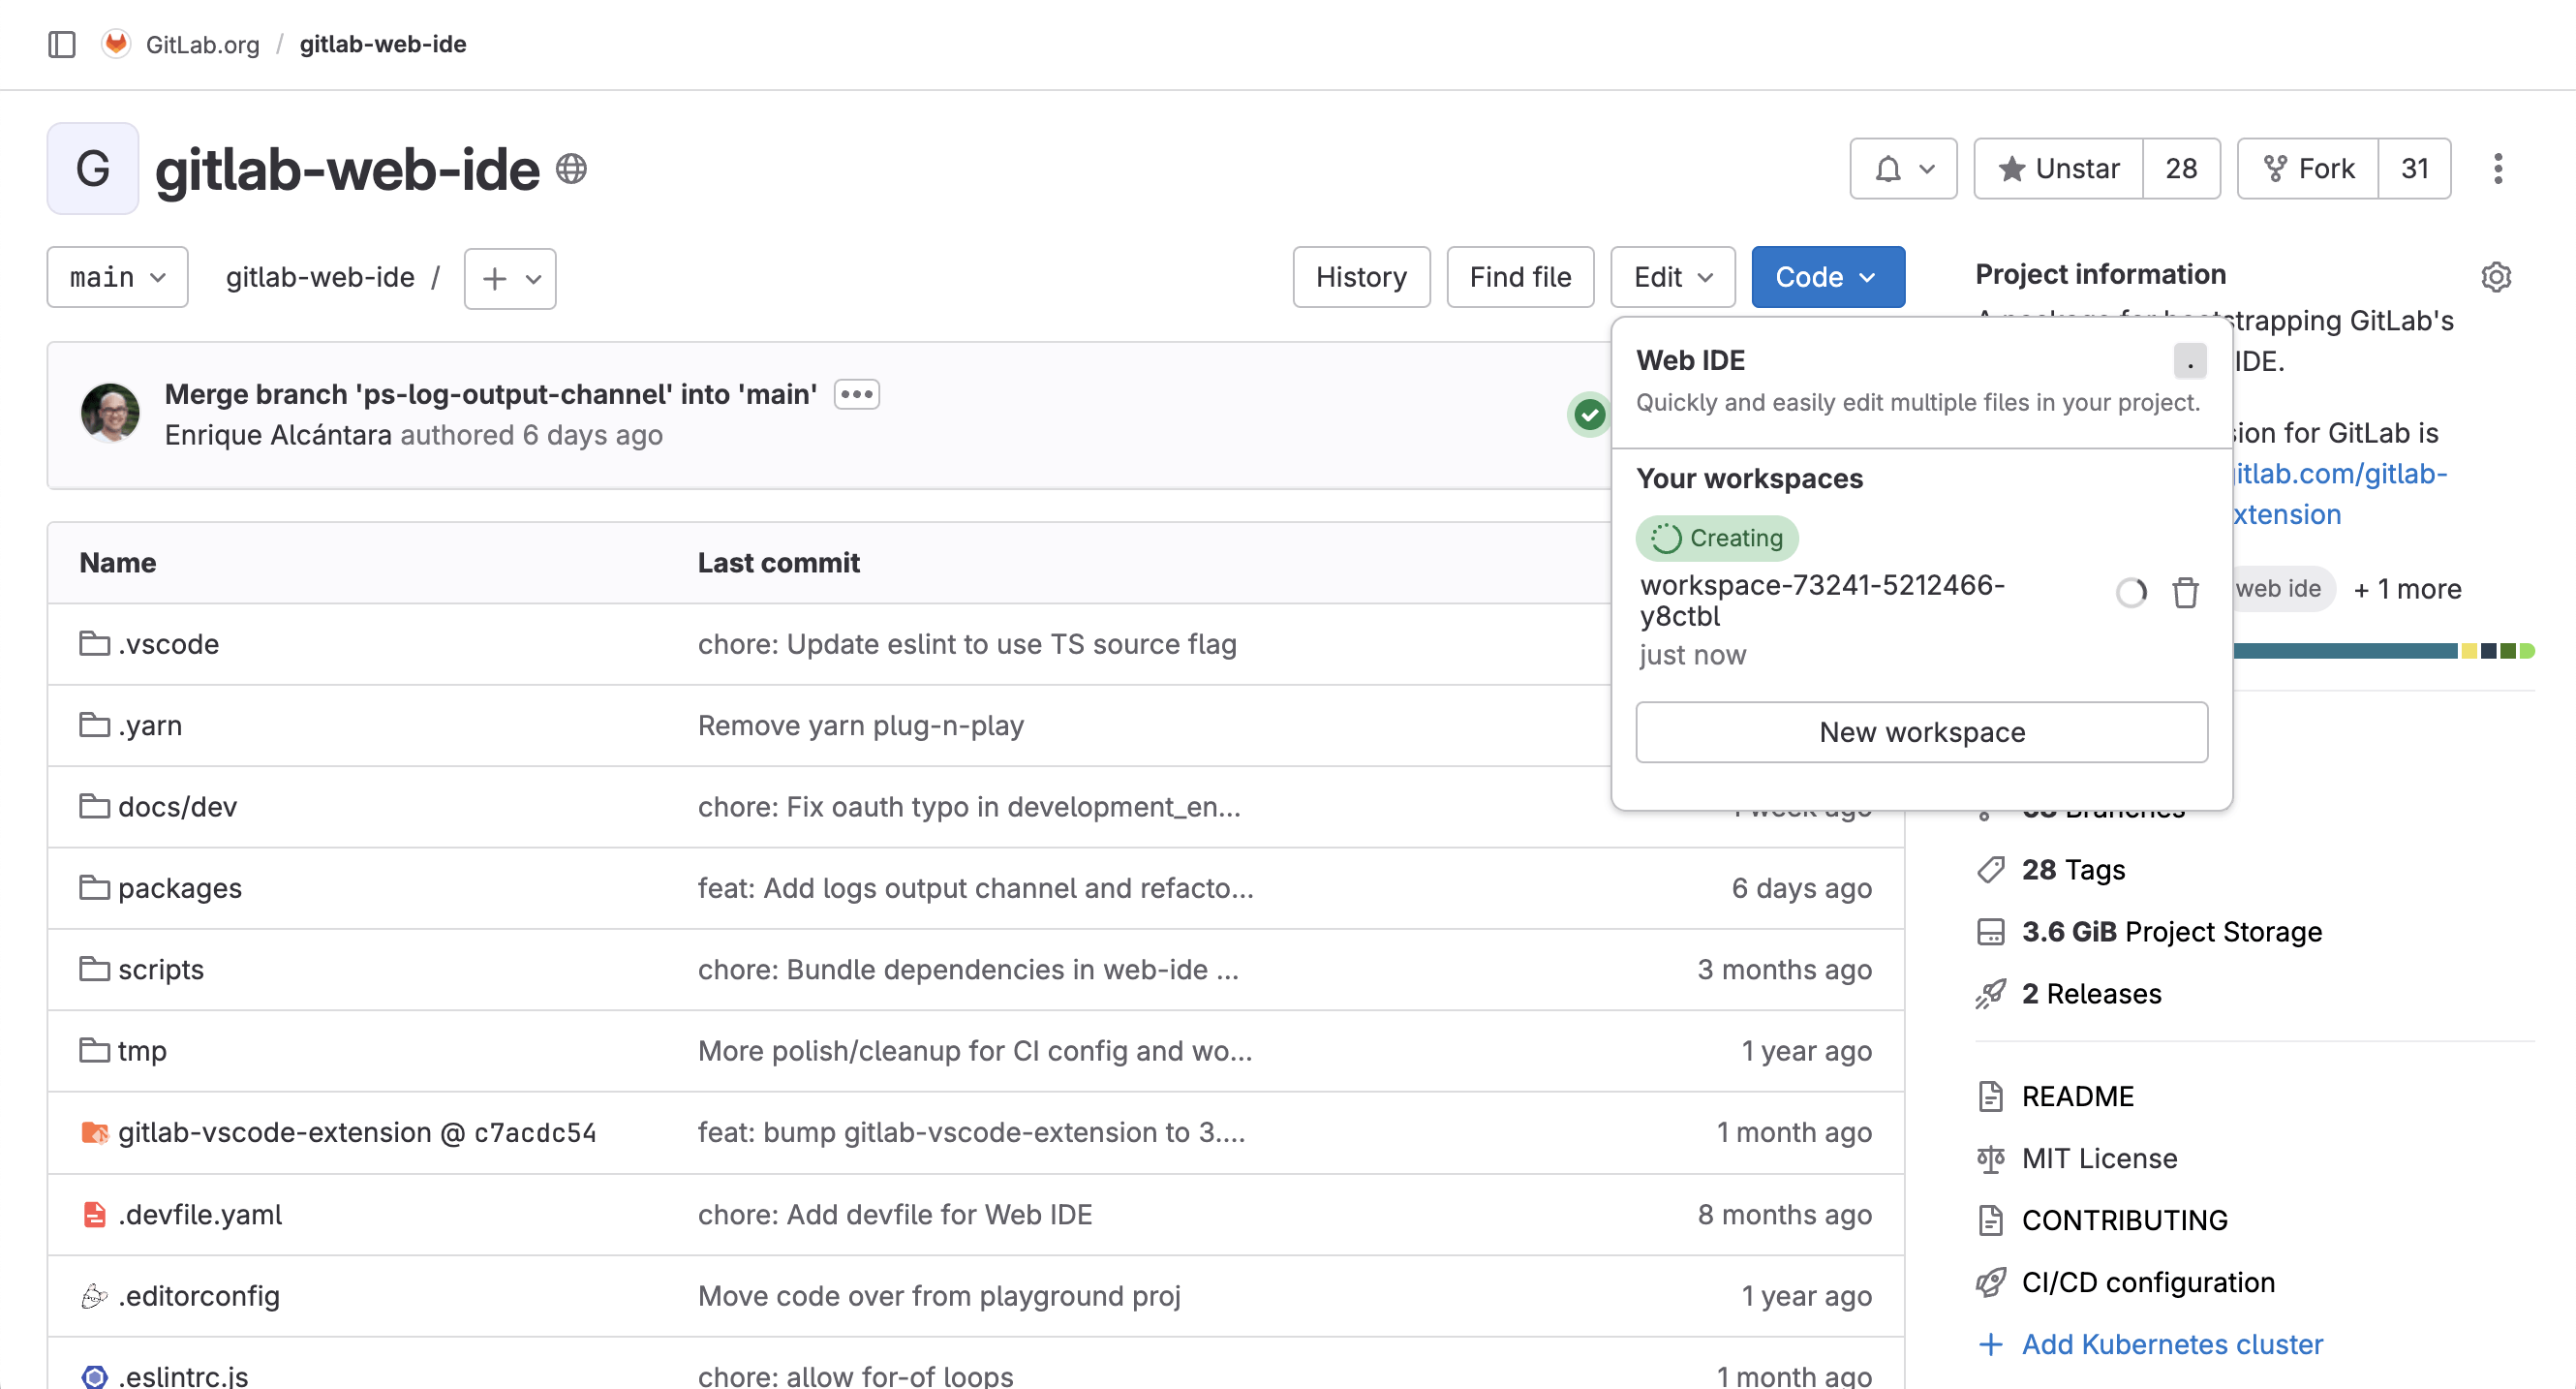 GitLab.org / gitlab-web-ide
G gitlab-web-ide
Unstar 28
Fork 31
main
gitlab-web-ide /
History
Find file
Edit
Code
Merge branch 'ps-log-output-channel' into 'main'
Enrique Alcántara authored 6 days ago
Name Last commit
.vscode chore: Update eslint to use TS source flag
.yarn Remove yarn plug-n-play
docs/dev chore: Fix oauth typo in development_en...
packages feat: Add logs output channel and refacto... 6 days ago
scripts chore: Bundle dependencies in web-ide ... 3 months ago
tmp More polish/cleanup for CI config and wo... 1 year ago
gitlab-vscode-extension @ c7acdc54 feat: bump gitlab-vscode-extension to 3.... 1 month ago
.devfile.yaml chore: Add devfile for Web IDE 8 months ago
.editorconfig Move code over from playground proj 1 year ago
.eslintrc.js chore: allow for-of loops 1 month ago
Web IDE .
Quickly and easily edit multiple files in your project.
Your workspaces
Creating
workspace-73241-5212466-
y8ctbl
just now
New workspace
Project information
GitLab's
IDE.
for GitLab is
itlab.com/gitlab-
xtension
web ide + 1 more
Branches
28 Tags
3.6 GiB Project Storage
2 Releases
README
MIT License
CONTRIBUTING
CI/CD configuration
Add Kubernetes cluster